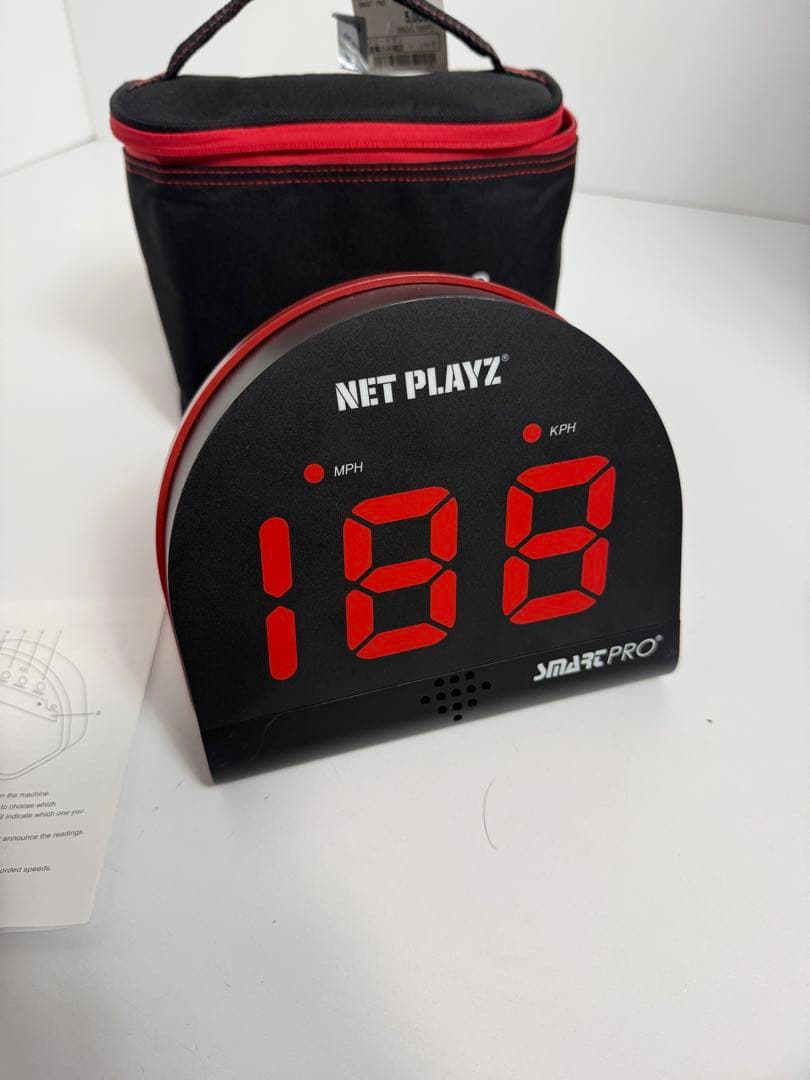 NET PLAYZ®
MPH
KPH
188
SMARTPRO®
n the machine.
to choose which
ll indicate which one you
announce the readings.
orded speeds.